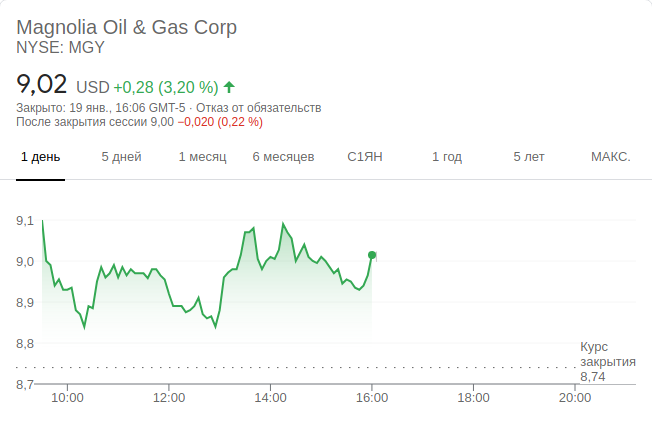 Magnolia Oil & Gas Corp
NYSE: MGY
9,02 USD +0,28 (3,20 %)
Закрыто: 19 янв., 16:06 GMT-5 · Отказ от обязательств
После закрытия сессии 9,00 −0,020 (0,22 %)
1 день 5 дней 1 месяц 6 месяцев С1ЯН 1 год 5 лет МАКС.
9,1
9,0
8,9
8,8
8,7
Курс
закрытия
8,74
10:00 12:00 14:00 16:00 18:00 20:00